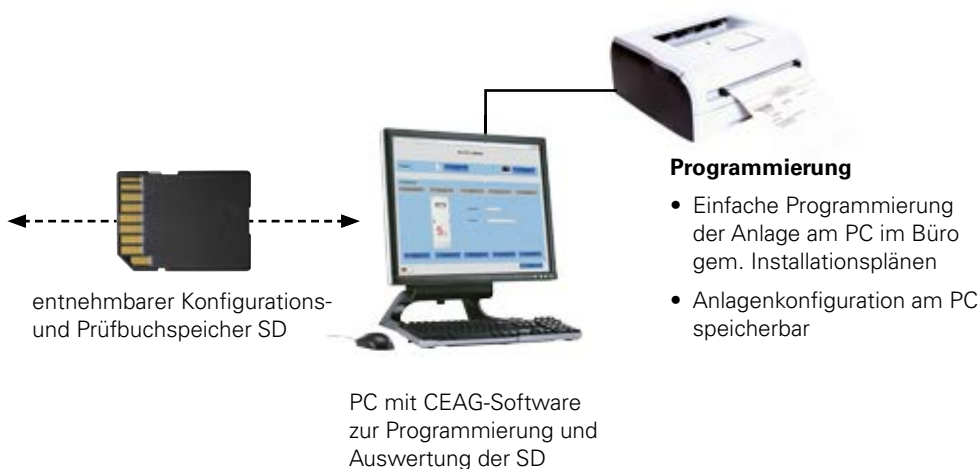 Programmierung
• Einfache Programmierung
der Anlage am PC im Büro
gem. Installationsplänen
• Anlagenkonfiguration am PC
speicherbar
entnehmbarer Konfigurations-
und Prüfbuchspeicher SD
PC mit CEAG-Software
zur Programmierung und
Auswertung der SD